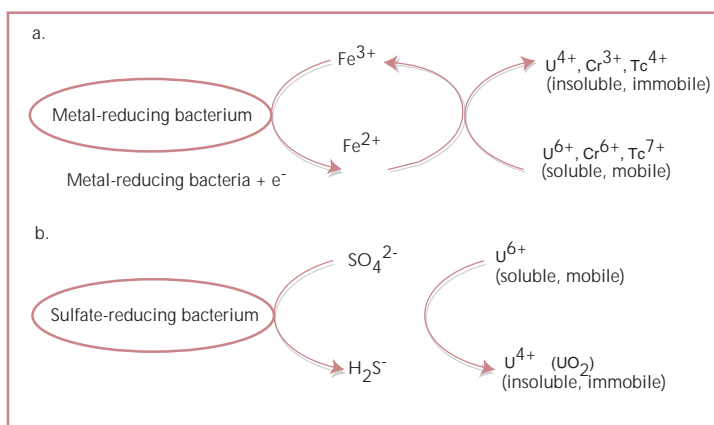 a.
Fe³⁺
U⁴⁺, Cr³⁺, Tc⁴⁺
(insoluble, immobile)
Metal-reducing bacterium
Fe²⁺
U⁶⁺, Cr⁶⁺, Tc⁷⁺
(soluble, mobile)
Metal-reducing bacteria + e⁻
b.
SO₄²⁻
U⁶⁺
(soluble, mobile)
Sulfate-reducing bacterium
H₂S⁻
U⁴⁺ (UO₂)
(insoluble, immobile)